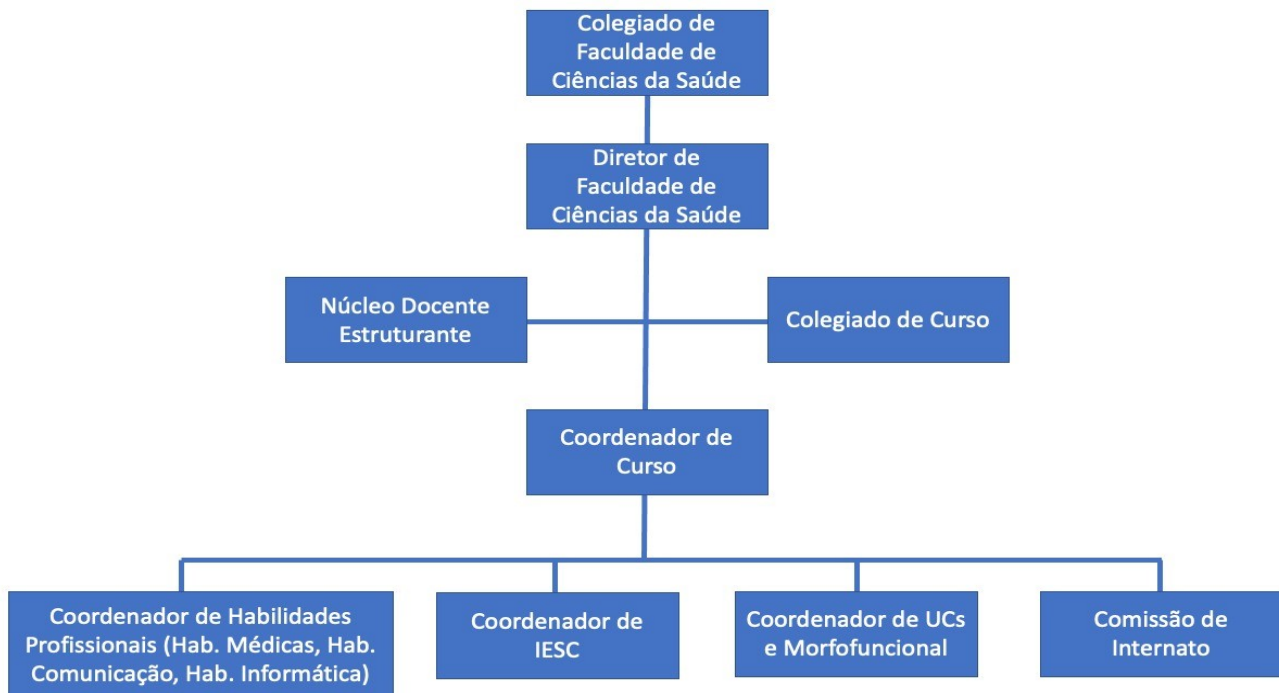 Colegiado de
Faculdade de
Ciências da Saúde
Diretor de
Faculdade de
Ciências da Saúde
Núcleo Docente
Estruturante
Colegiado de Curso
Coordenador de
Curso
Coordenador de Habilidades
Profissionais (Hab. Médicas, Hab.
Comunicação, Hab. Informática)
Coordenador de
IESC
Coordenador de UCs
e Morfofuncional
Comissão de
Internato